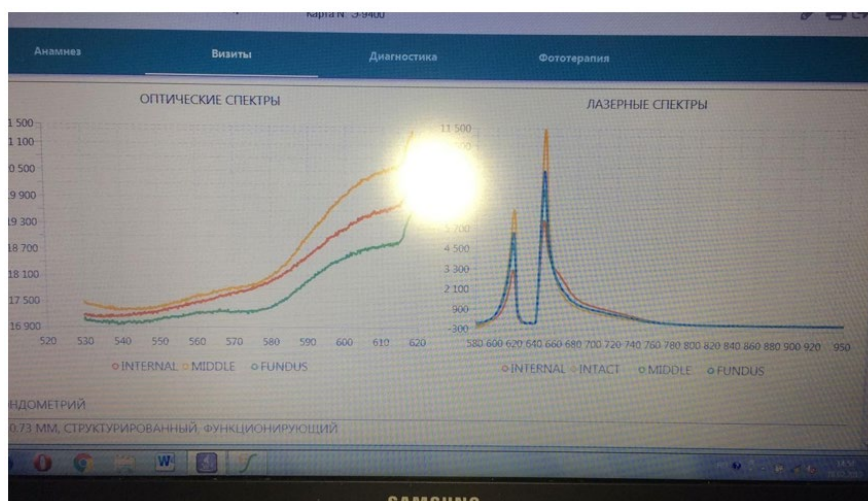 Карта N: Э-9400
Анамнез Визиты Диагностика Фототерапия
ОПТИЧЕСКИЕ СПЕКТРЫ
ЛАЗЕРНЫЕ СПЕКТРЫ
1 500
1 100
0 500
9 900
9 300
8 700
8 100
7 500
6 900
520 530 540 550 560 570 580 590 600 610 620
INTERNAL MIDDLE FUNDUS
11 500
4 500
3 300
2 100
900
-300
580 600 620 640 660 680 700 720 740 760 780 800 820 840 860 880 900 920 950
INTERNAL INTACT MIDDLE FUNDUS
НДОМЕТРИЙ
0.73 ММ, СТРУКТУРИРОВАННЫЙ, ФУНКЦИОНИРУЮЩИЙ
SAMSUNG